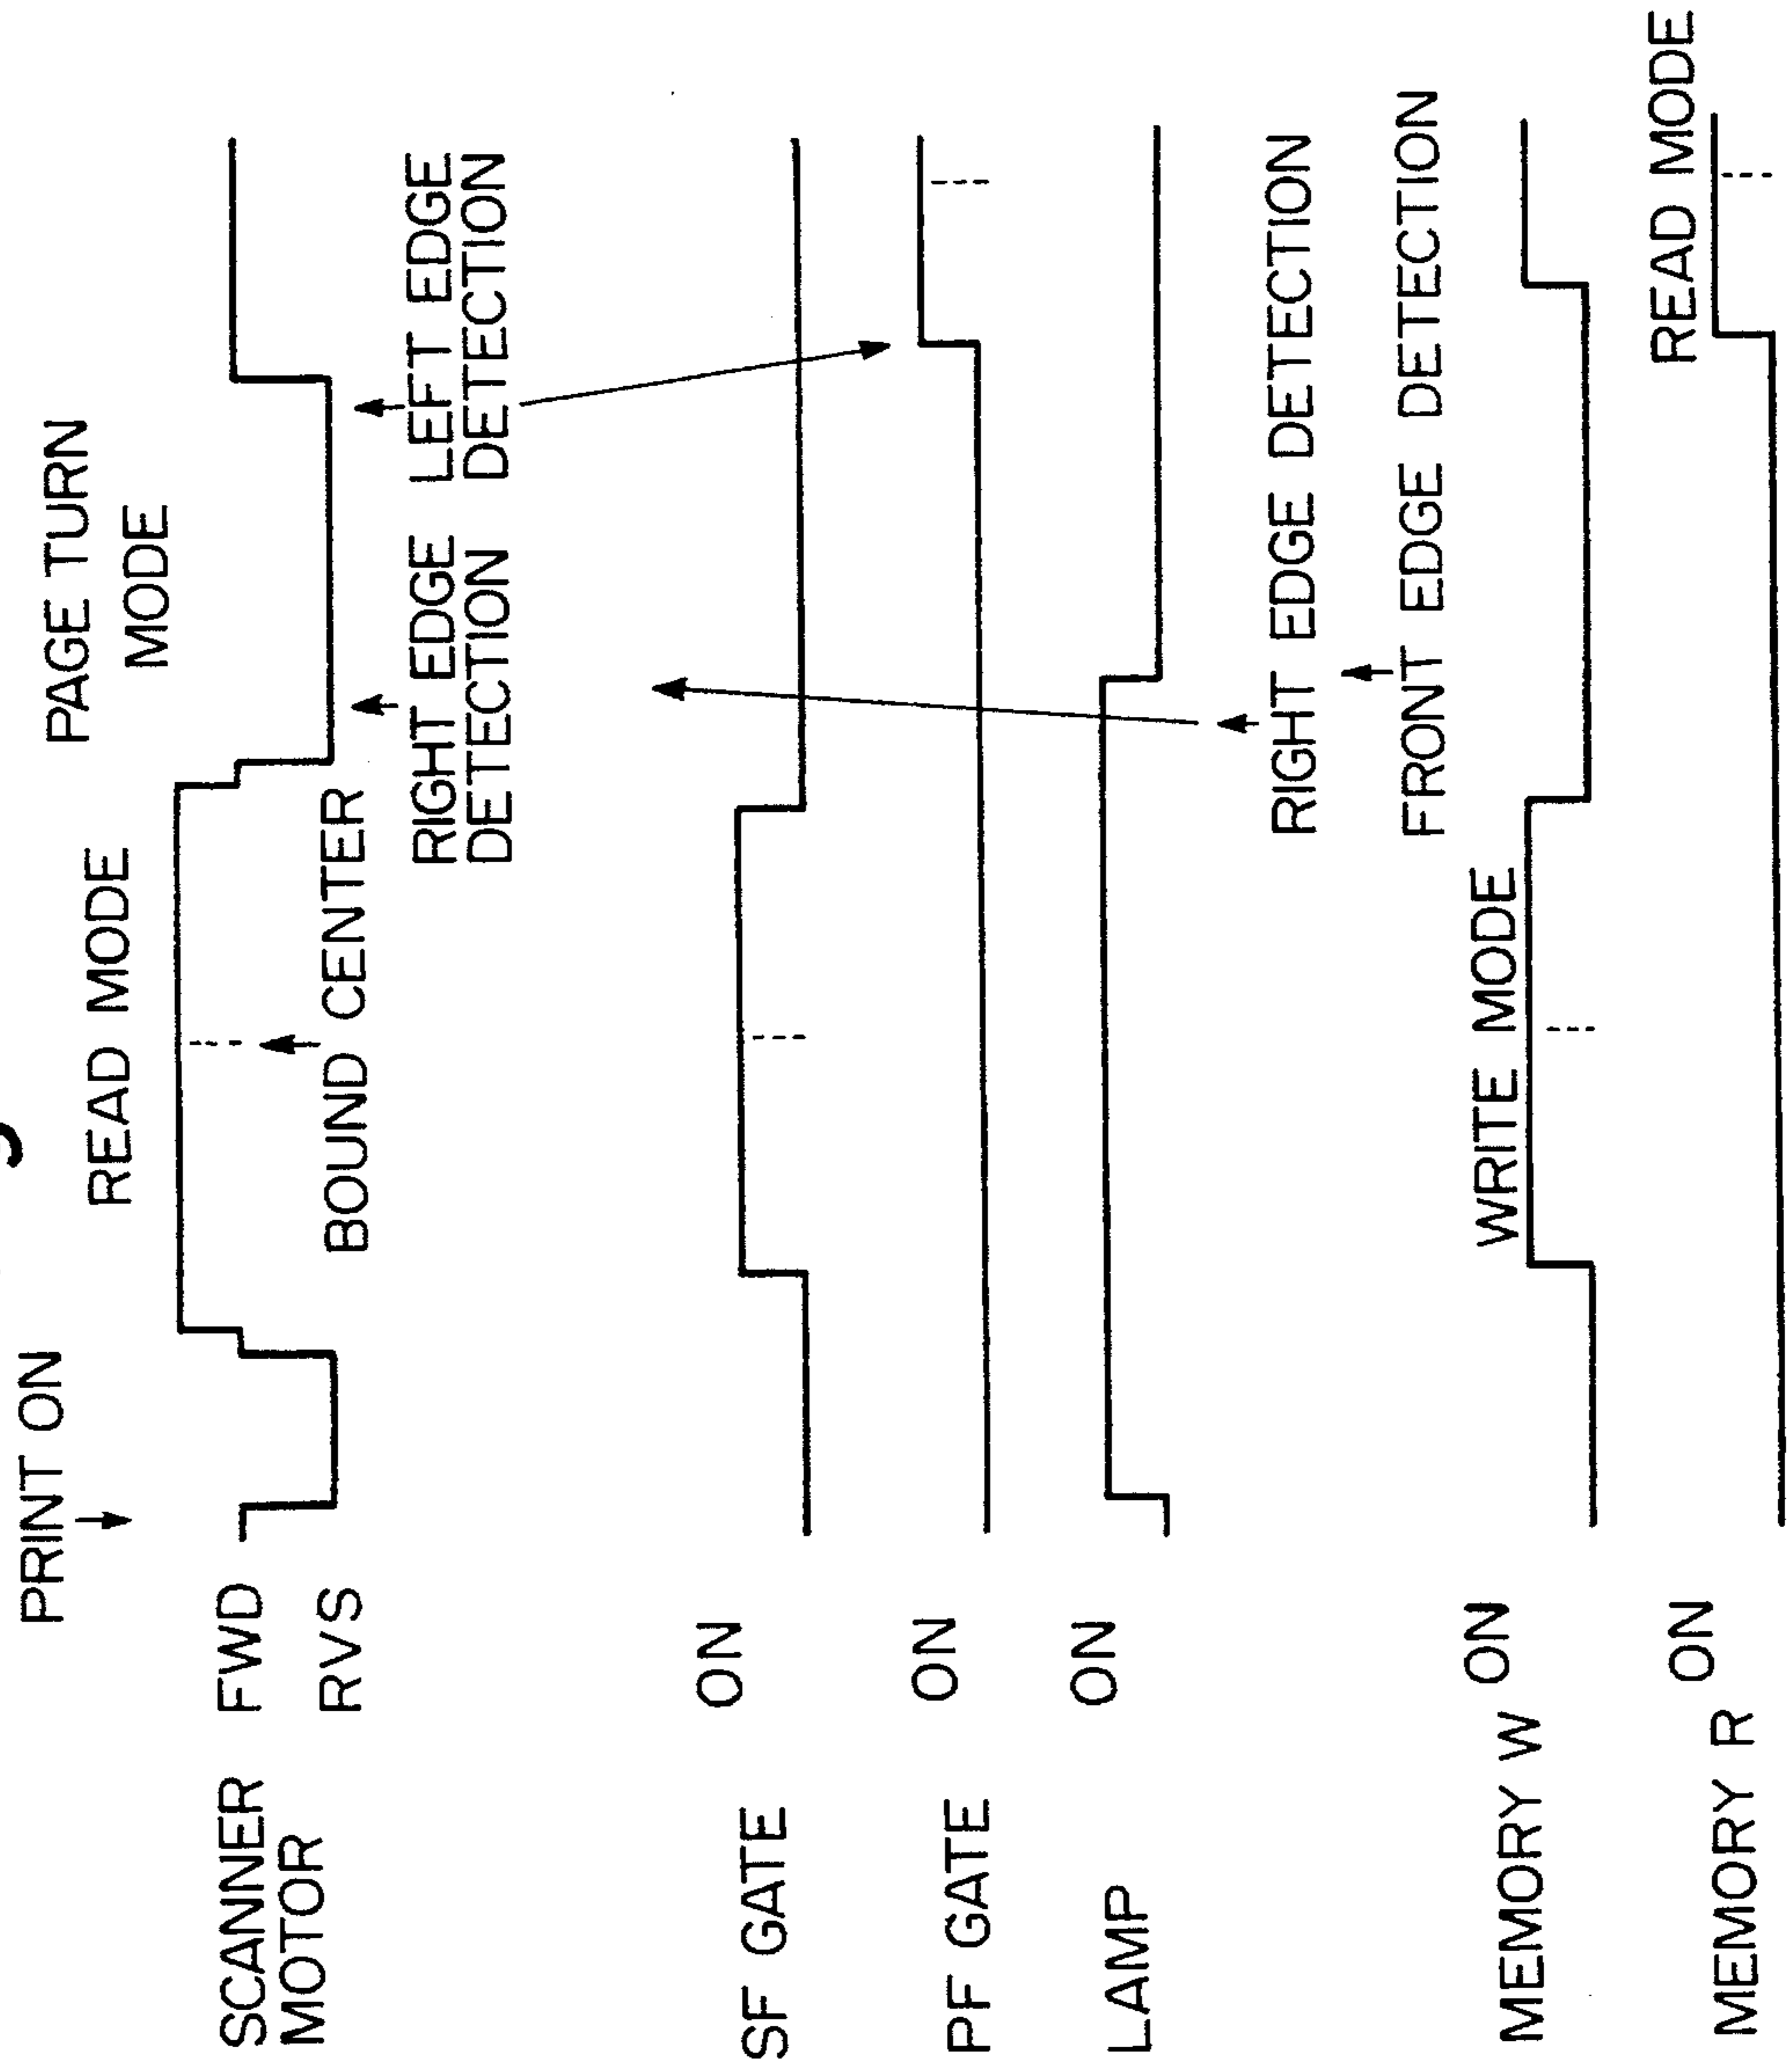 PRINT ON
READ MODE
PAGE TURN
MODE
SCANNER FWD
MOTOR RVS
BOUND CENTER
RIGHT EDGE
DETECTION
LEFT EDGE
DETECTION
SF GATE ON
PF GATE ON
LAMP ON
RIGHT EDGE DETECTION
FRONT EDGE DETECTION
WRITE MODE
MEMORY W ON
READ MODE
MEMORY R ON